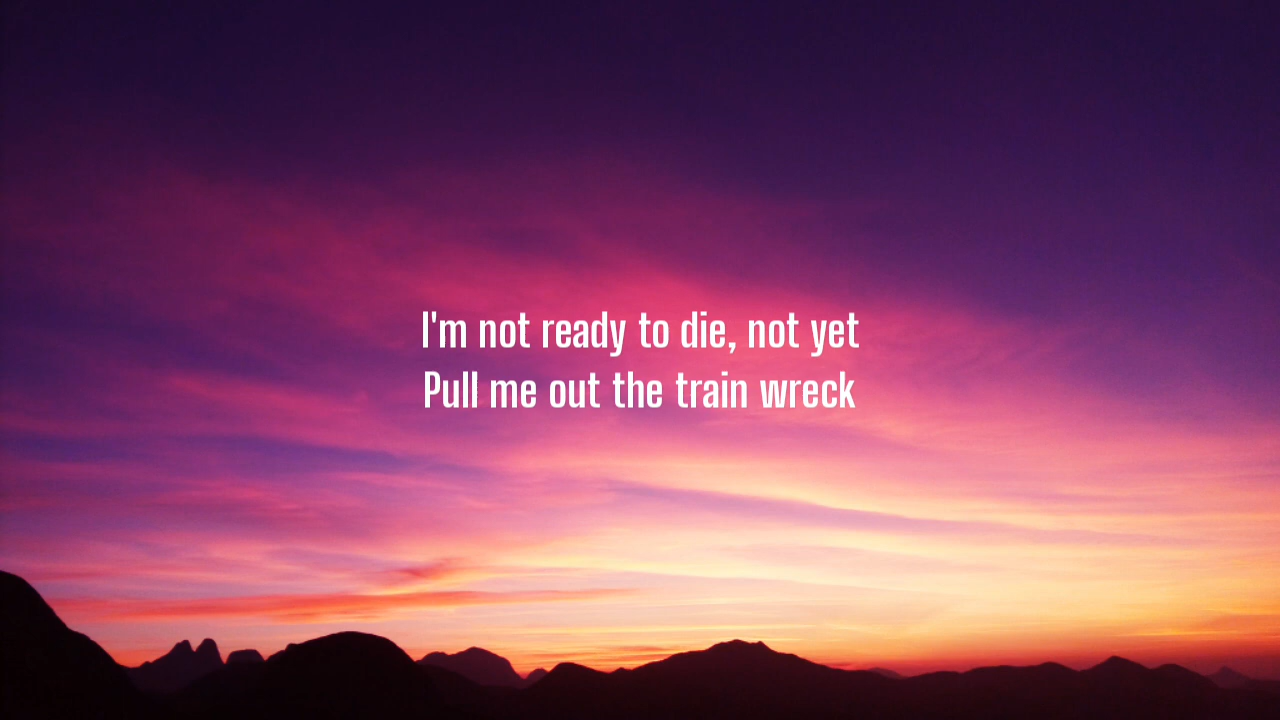 I'm not ready to die, not yet
Pull me out the train wreck